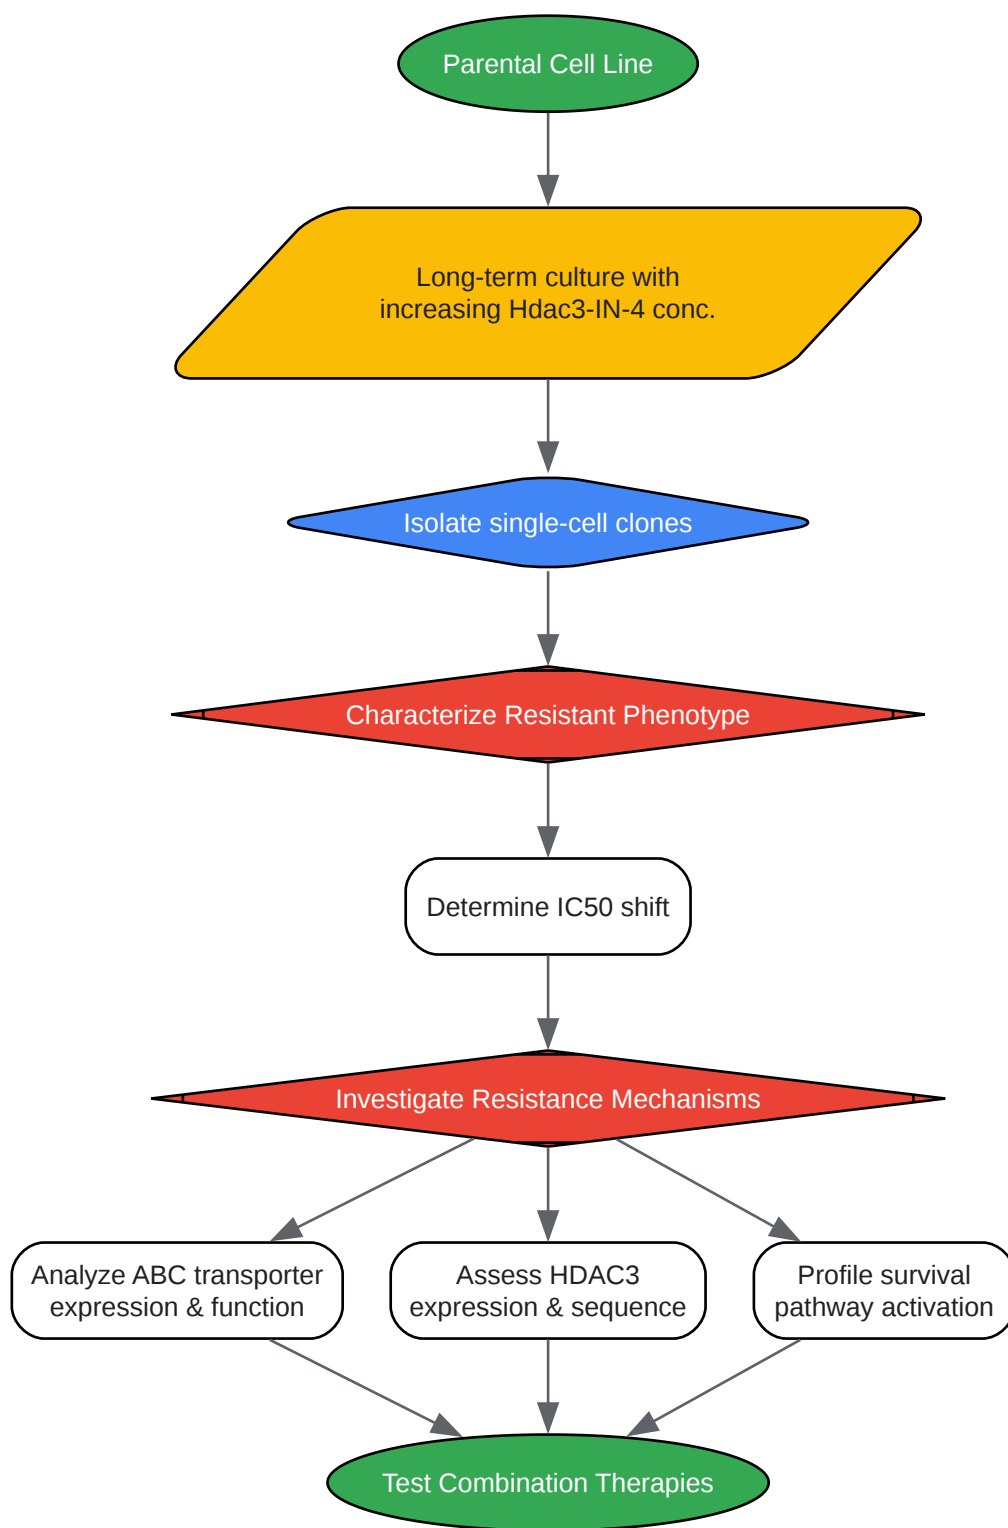 Parental Cell Line
Long-term culture with
increasing Hdac3-IN-4 conc.
Isolate single-cell clones
Characterize Resistant Phenotype
Determine IC50 shift
Investigate Resistance Mechanisms
Analyze ABC transporter
expression & function
Assess HDAC3
expression & sequence
Profile survival
pathway activation
Test Combination Therapies